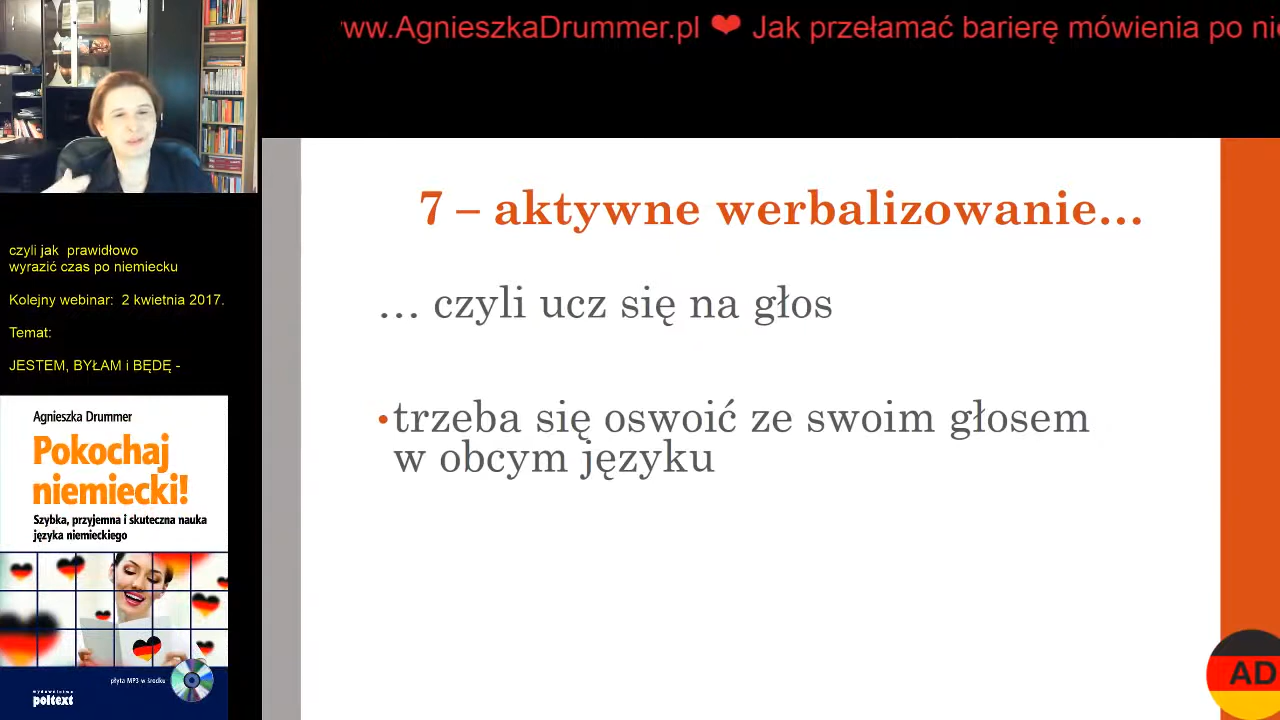 ww.AgnieszkaDrummer.pl ❤ Jak przełamać barierę mówienia po
7 – aktywne werbalizowanie…
… czyli ucz się na głos
•trzeba się oswoić ze swoim głosem
w obcym języku
czyli jak prawidłowo
wyrazić czas po niemiecku
Kolejny webinar: 2 kwietnia 2017.
Temat:
JESTEM, BYŁAM i BĘDĘ -
Agnieszka Drummer
Pokochaj
niemiecki!
Szybka, przyjemna i skuteczna nauka
języka niemieckiego
płyta MP3 w środku
wydawnictwo
poltext
AD